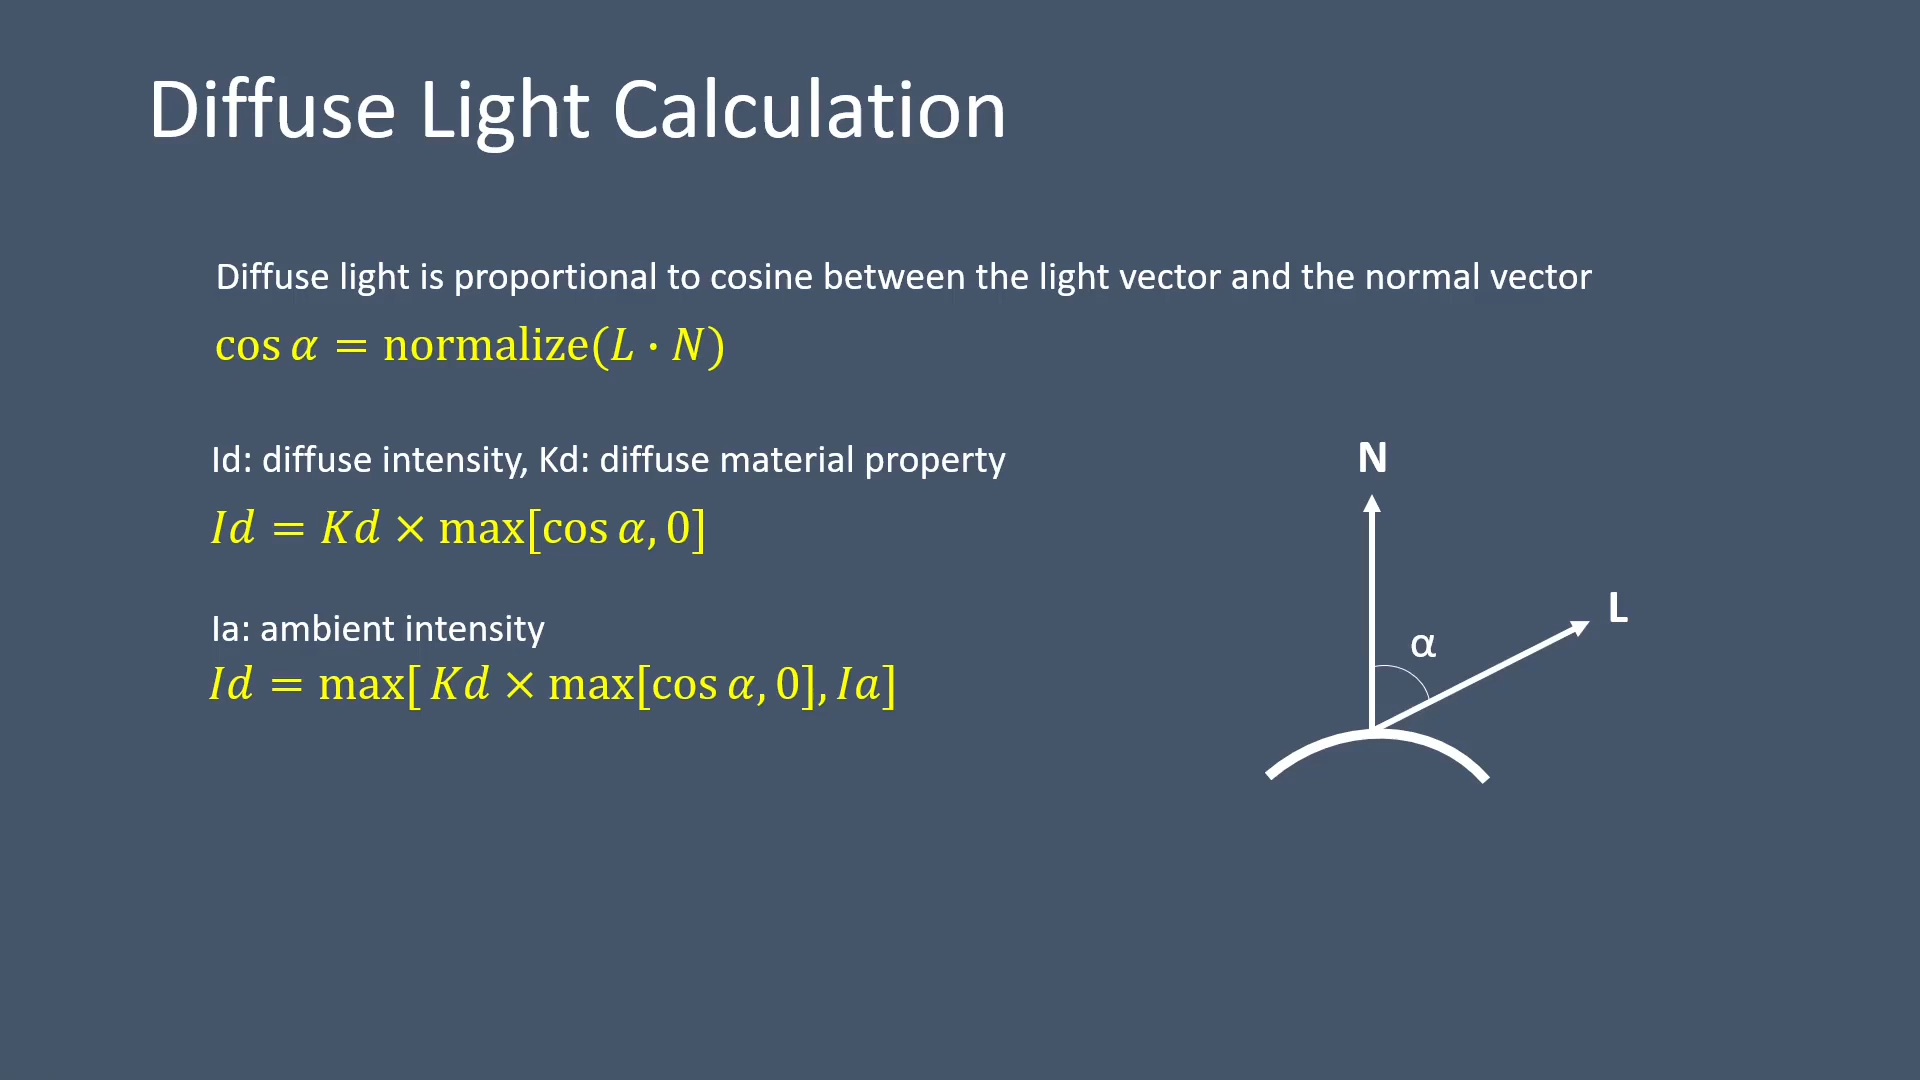 Diffuse Light Calculation
Diffuse light is proportional to cosine between the light vector and the normal vector
cos α = normalize(L · N)
Id: diffuse intensity, Kd: diffuse material property
Id = Kd × max[cos α, 0]
Ia: ambient intensity
Id = max[ Kd × max[cos α, 0], Ia]
N
L
α